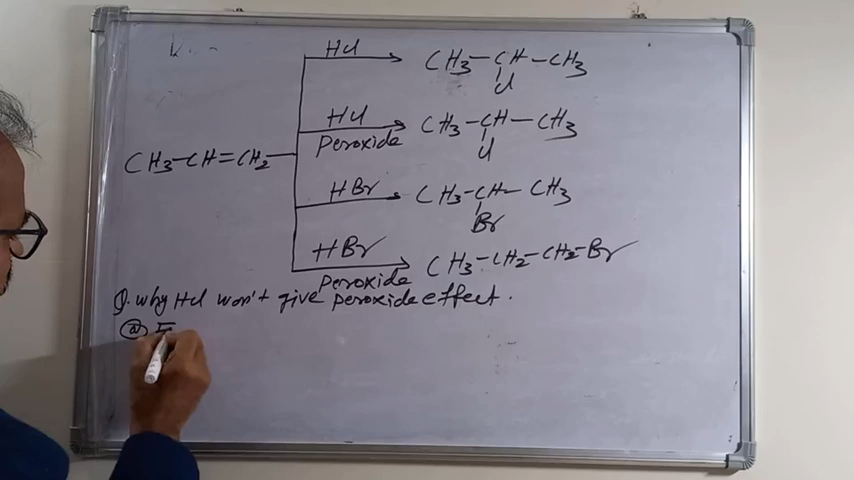 HCl
CH3-CH-CH3
Cl
HCl
Peroxide
CH3-CH-CH3
Cl
CH3-CH=CH2
HBr
CH3-CH-CH3
Br
HBr
Peroxide
CH3-CH2-CH2-Br
Q. why HCl won't give peroxide effect.
(a)